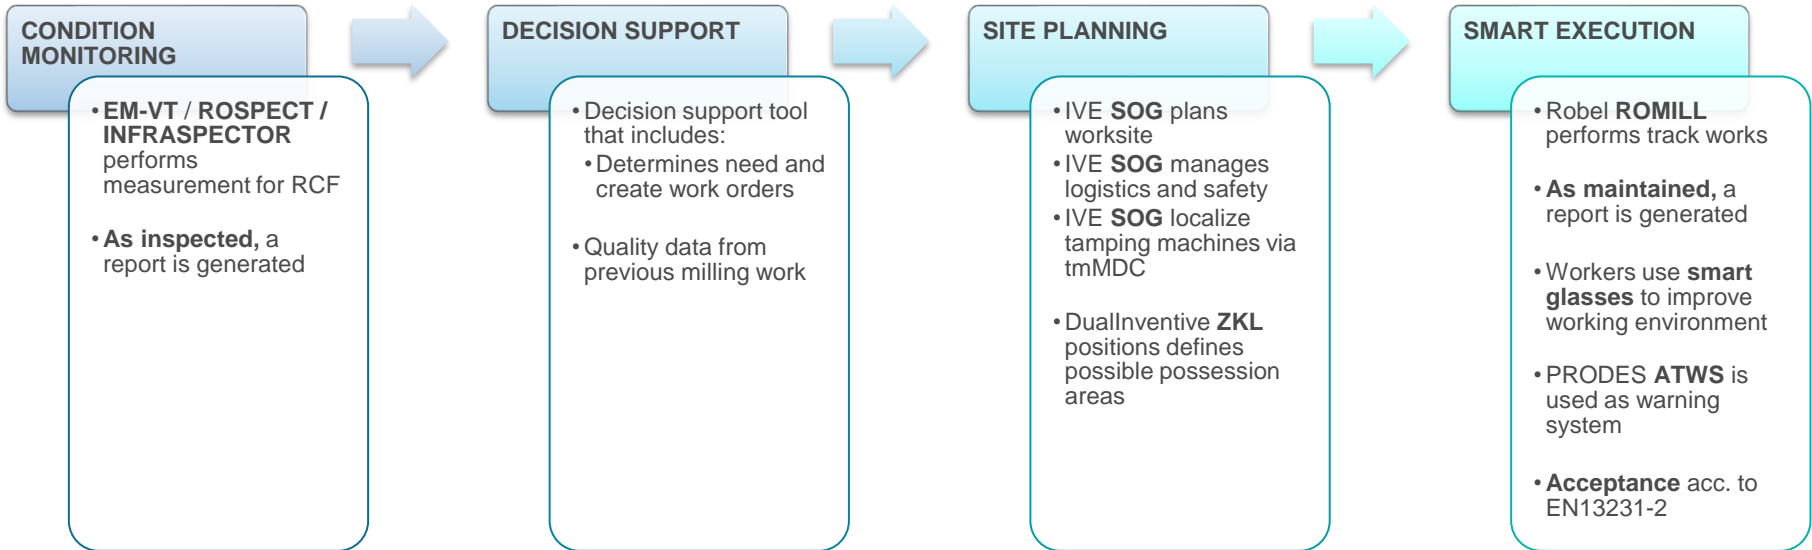 CONDITION
MONITORING
• EM-VT / ROSPECT /
INFRASPECTOR
performs
measurement for RCF
• As inspected, a
report is generated
DECISION SUPPORT
• Decision support tool
that includes:
• Determines need and
create work orders
• Quality data from
previous milling work
SITE PLANNING
• IVE SOG plans
worksite
• IVE SOG manages
logistics and safety
• IVE SOG localize
tamping machines via
tmMDC
• DualInventive ZKL
positions defines
possible possession
areas
SMART EXECUTION
• Robel ROMILL
performs track works
• As maintained, a
report is generated
• Workers use smart
glasses to improve
working environment
• PRODES ATWS is
used as warning
system
• Acceptance acc. to
EN13231-2